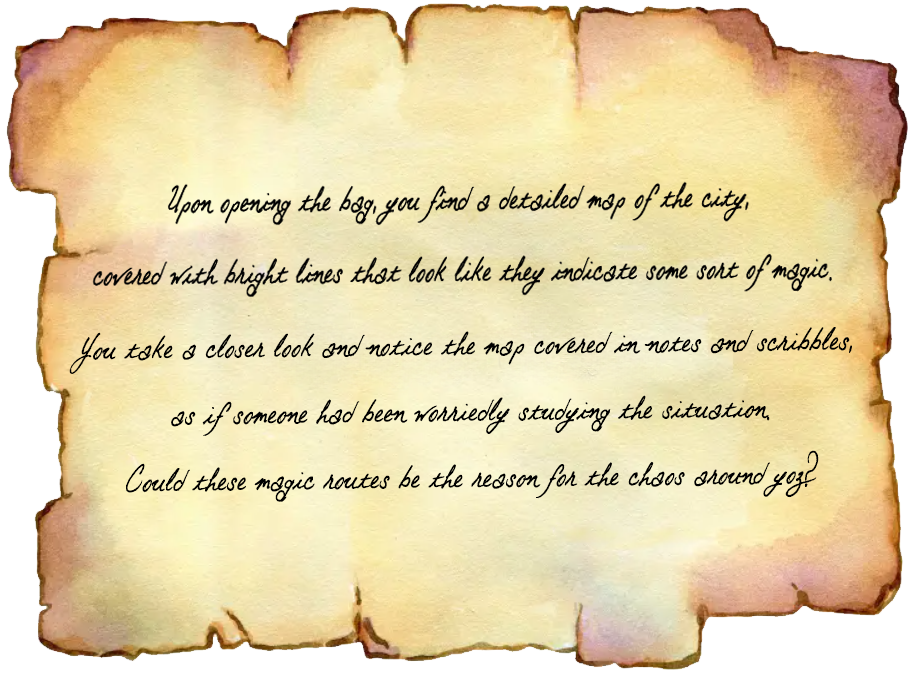 Upon opening the bag, you find a detailed map of the city,
covered with bright lines that look like they indicate some sort of magic.
You take a closer look and notice the map covered in notes and scribbles,
as if someone had been worriedly studying the situation.
Could these magic routes be the reason for the chaos around yoz?